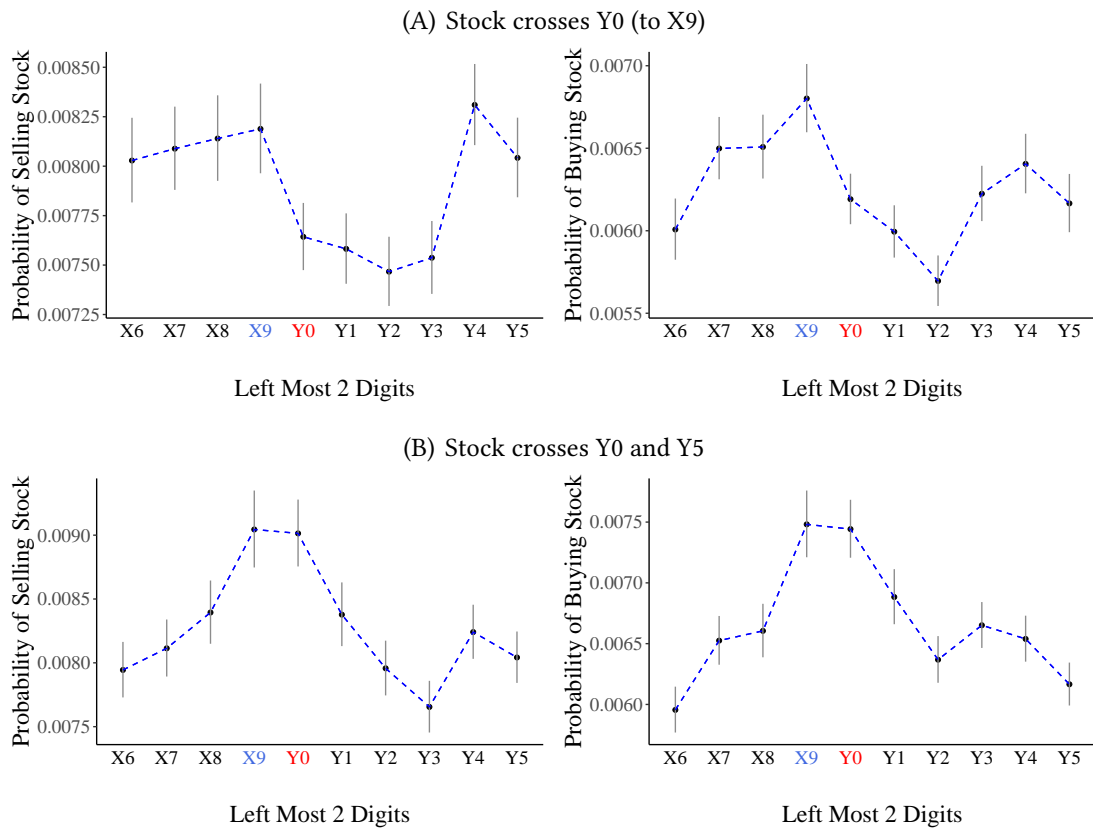 (A) Stock crosses Y0 (to X9)
Probability of Selling Stock
0.00850
0.00825
0.00800
0.00775
0.00750
0.00725
X6 X7 X8 X9 Y0 Y1 Y2 Y3 Y4 Y5
Left Most 2 Digits
Probability of Buying Stock
0.0070
0.0065
0.0060
0.0055
X6 X7 X8 X9 Y0 Y1 Y2 Y3 Y4 Y5
Left Most 2 Digits
(B) Stock crosses Y0 and Y5
Probability of Selling Stock
0.0090
0.0085
0.0080
0.0075
X6 X7 X8 X9 Y0 Y1 Y2 Y3 Y4 Y5
Left Most 2 Digits
Probability of Buying Stock
0.0075
0.0070
0.0065
0.0060
X6 X7 X8 X9 Y0 Y1 Y2 Y3 Y4 Y5
Left Most 2 Digits